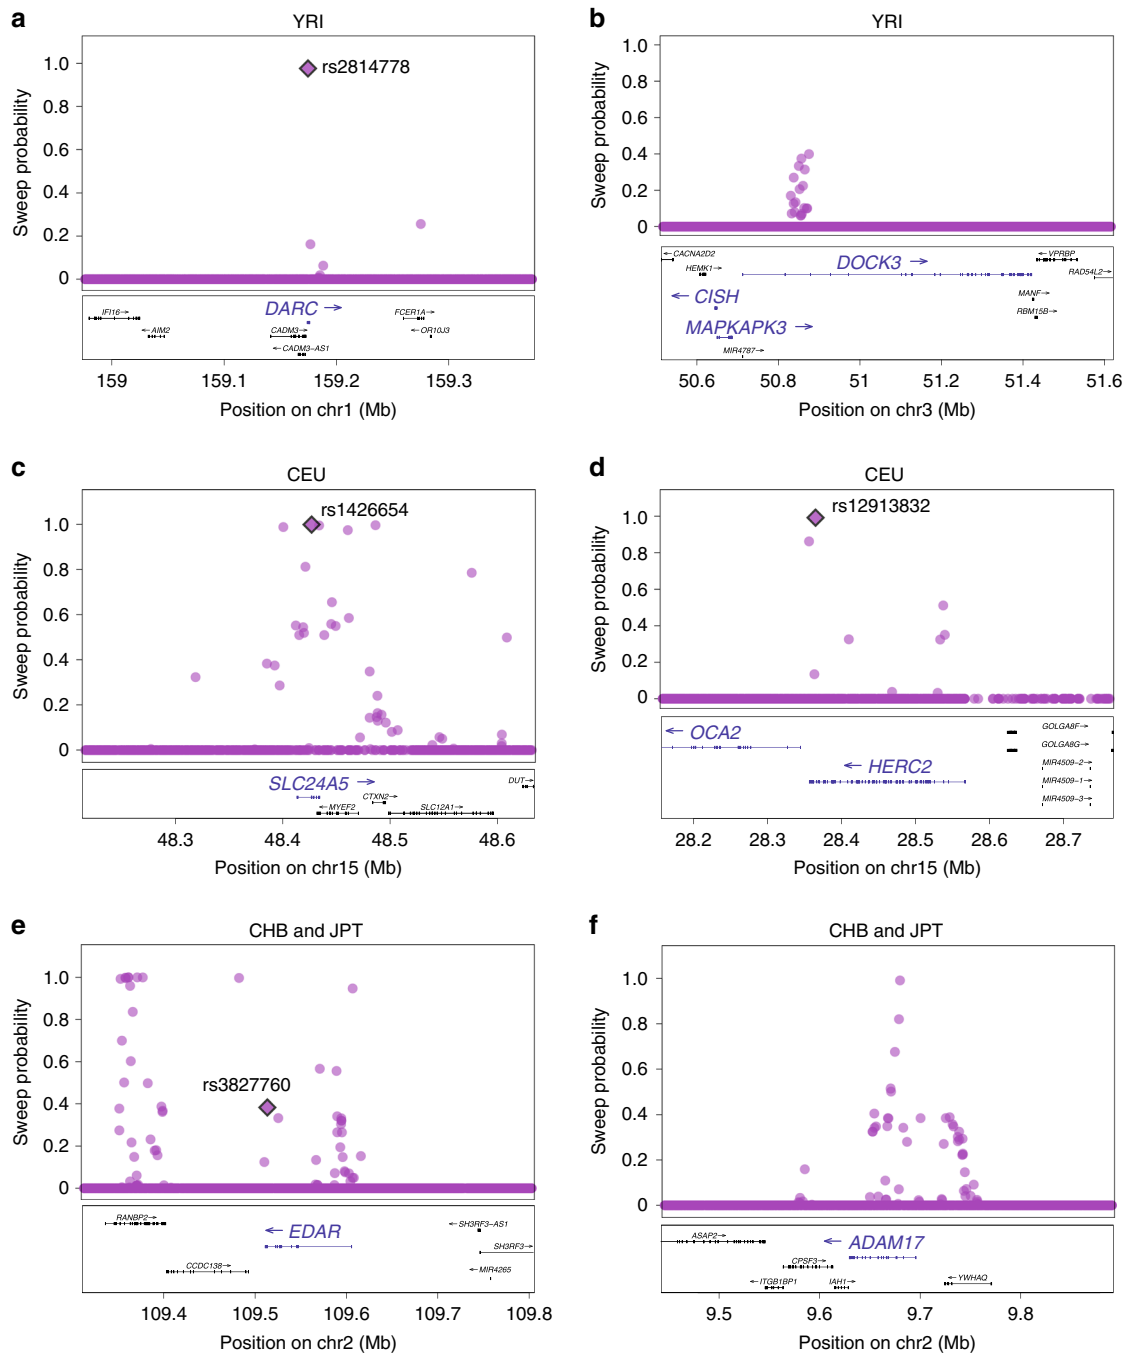 a
YRI
Sweep probability
1.0
0.8
0.6
0.4
0.2
0
rs2814778
DARC →
IFI16→
←AIM2
CADM3→
←CADM3-AS1
FCER1A→
←OR10J3
159
159.1
159.2
159.3
Position on chr1 (Mb)
b
YRI
Sweep probability
1.0
0.8
0.6
0.4
0.2
0
←CACNA2D2
HEMK1→
DOCK3 →
←VPRBP
RAD54L2→
← CISH
MANF→
RBM15B→
MAPKAPK3 →
MIR4787→
50.6
50.8
51
51.2
51.4
51.6
Position on chr3 (Mb)
c
CEU
Sweep probability
1.0
0.8
0.6
0.4
0.2
0
rs1426654
SLC24A5 →
DUT→
CTXN2→
←MYEF2
SLC12A1→
48.3
48.4
48.5
48.6
Position on chr15 (Mb)
d
CEU
Sweep probability
1.0
0.8
0.6
0.4
0.2
0
rs12913832
← OCA2
← HERC2
GOLGA8F→
GOLGA8G→
MIR4509-2→
MIR4509-1→
MIR4509-3→
28.2
28.3
28.4
28.5
28.6
28.7
Position on chr15 (Mb)
e
CHB and JPT
Sweep probability
1.0
0.8
0.6
0.4
0.2
0
rs3827760
RANBP2→
← EDAR
←SH3RF3-AS1
SH3RF3→
CCDC138→
←MIR4265
109.4
109.5
109.6
109.7
109.8
Position on chr2 (Mb)
f
CHB and JPT
Sweep probability
1.0
0.8
0.6
0.4
0.2
0
ASAP2→
← ADAM17
CPSF3→
←ITGB1BP1
IAH1→
←YWHAQ
9.5
9.6
9.7
9.8
Position on chr2 (Mb)